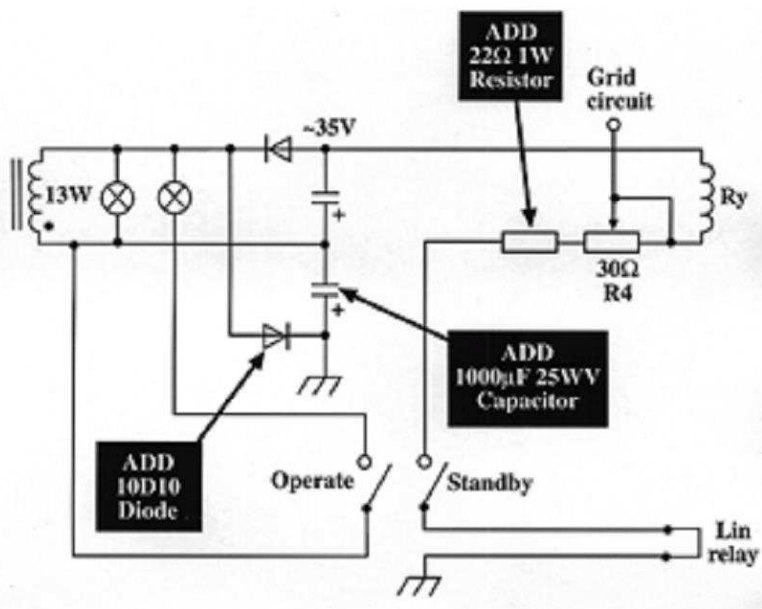 ADD
22Ω 1W
Resistor
Grid
circuit
~35V
13W
+
Ry
30Ω
R4
+
ADD
1000µF 25WV
Capacitor
ADD
10D10
Diode
Operate
Standby
Lin
relay